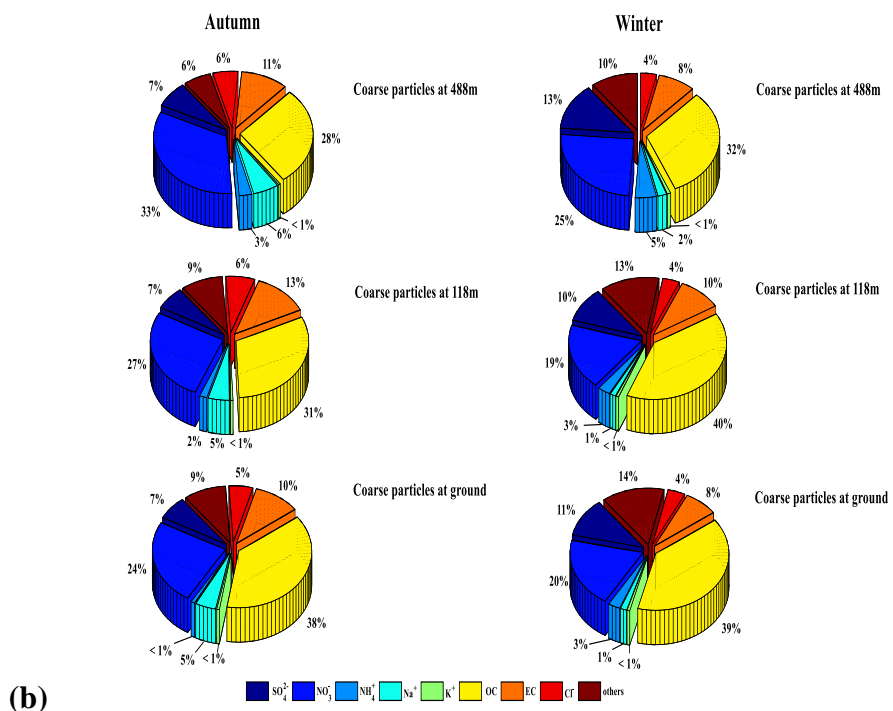 Autumn
Winter
6% 6% 11% 7% 28% 33% 3% 6% < 1%
Coarse particles at 488m
10% 4% 8% 13% 32% 25% 5% 2% < 1%
Coarse particles at 488m
9% 6% 13% 7% 27% 31% 2% 5% < 1%
Coarse particles at 118m
13% 4% 10% 10% 19% 40% 3% 1% < 1%
Coarse particles at 118m
9% 5% 10% 7% 24% 38% < 1% 5% < 1%
Coarse particles at ground
14% 4% 8% 11% 20% 39% 3% 1% < 1%
Coarse particles at ground
(b) SO₄²⁻ NO₃⁻ NH₄⁺ Na⁺ K⁺ OC EC Cl⁻ others